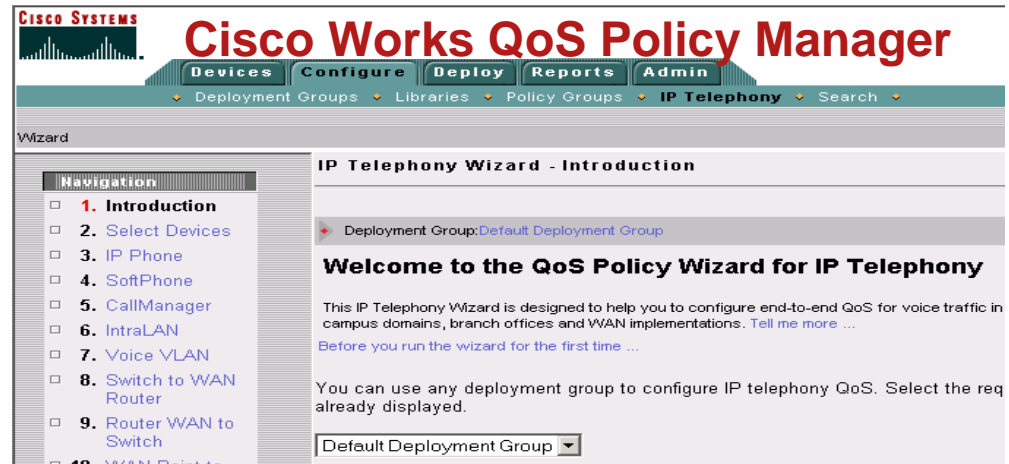 CISCO SYSTEMS
Cisco Works QoS Policy Manager
Devices Configure Deploy Reports Admin
Deployment Groups Libraries Policy Groups IP Telephony Search
Wizard
Navigation
1. Introduction
2. Select Devices
3. IP Phone
4. SoftPhone
5. CallManager
6. IntraLAN
7. Voice VLAN
8. Switch to WAN
Router
9. Router WAN to
Switch
IP Telephony Wizard - Introduction
Deployment Group:Default Deployment Group
Welcome to the QoS Policy Wizard for IP Telephony
This IP Telephony Wizard is designed to help you to configure end-to-end QoS for voice traffic in
campus domains, branch offices and WAN implementations. Tell me more ...
Before you run the wizard for the first time ...
You can use any deployment group to configure IP telephony QoS. Select the req
already displayed.
Default Deployment Group